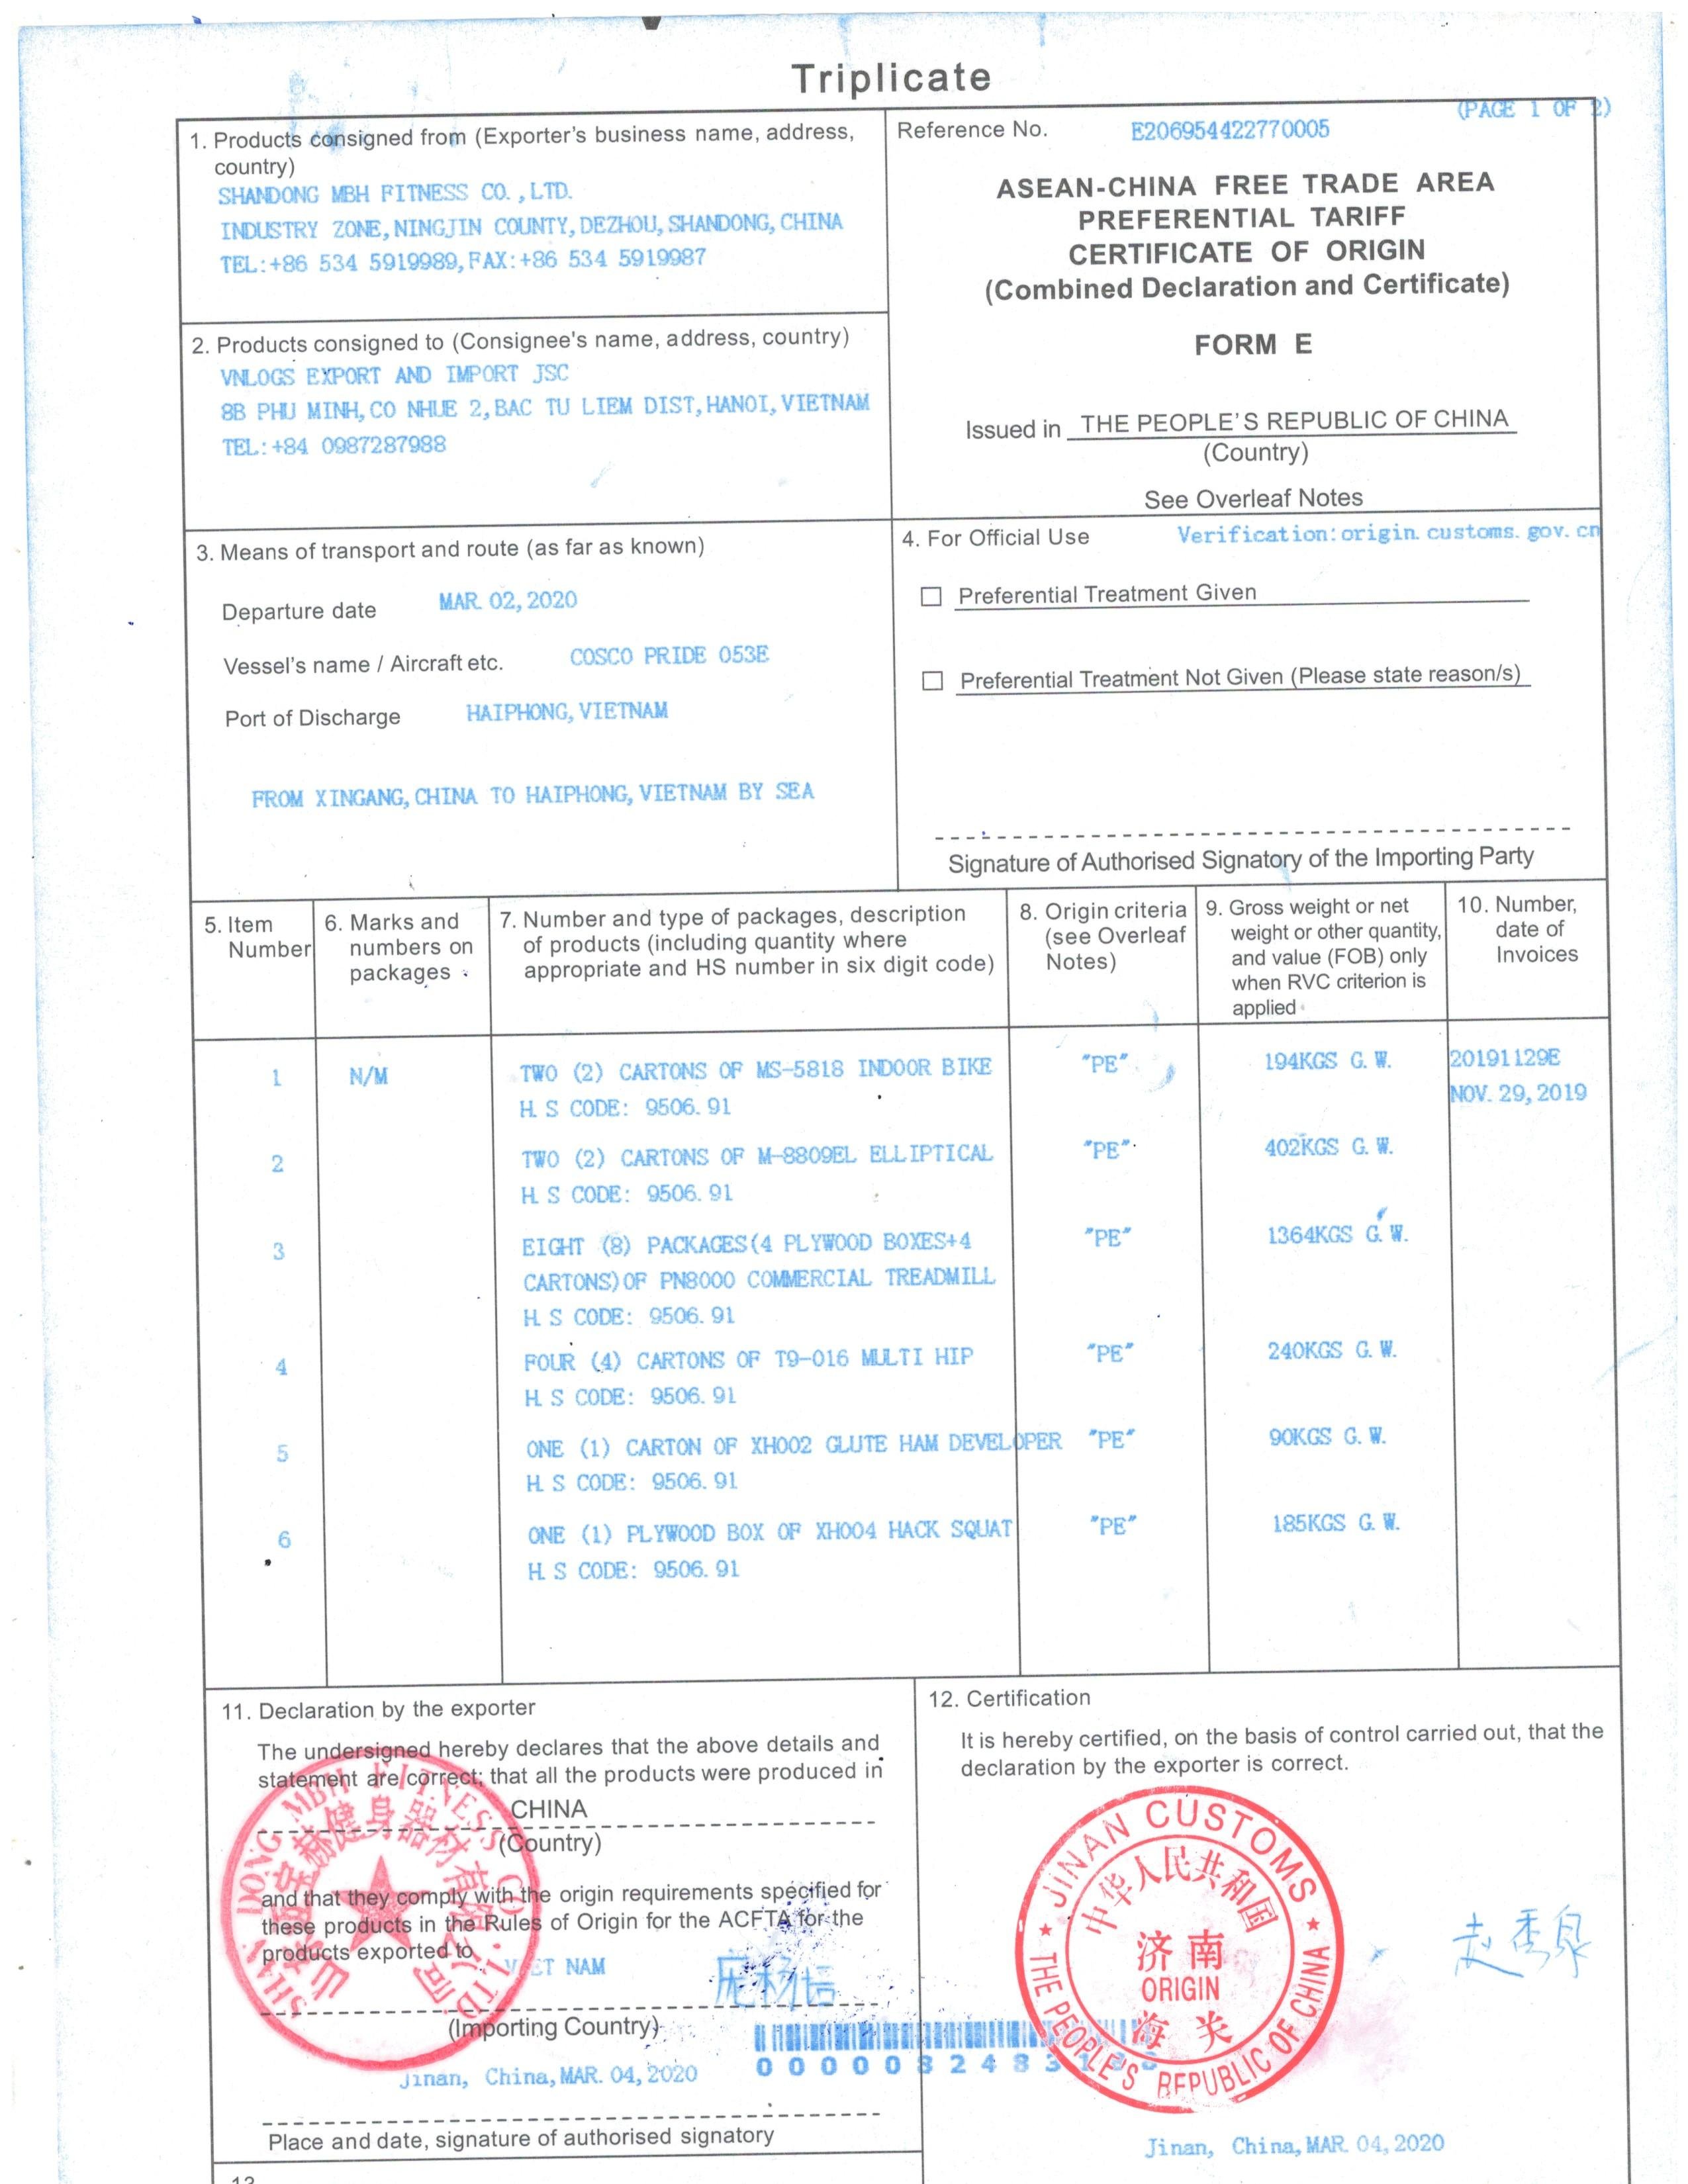 Triplicate
(PAGE 1 OF 2)
1. Products consigned from (Exporter's business name, address,
country)
SHANDONG MBH FITNESS CO.,LTD.
INDUSTRY ZONE,NINGJIN COUNTY,DEZHOU,SHANDONG,CHINA
TEL:+86 534 5919989,FAX:+86 534 5919987
Reference No. E206954422770005
ASEAN-CHINA FREE TRADE AREA
PREFERENTIAL TARIFF
CERTIFICATE OF ORIGIN
(Combined Declaration and Certificate)
FORM E
Issued in THE PEOPLE'S REPUBLIC OF CHINA
(Country)
See Overleaf Notes
2. Products consigned to (Consignee's name, address, country)
VNLOGS EXPORT AND IMPORT JSC
8B PHU MINH,CO NHUE 2,BAC TU LIEM DIST,HANOI,VIETNAM
TEL:+84 0987287988
3. Means of transport and route (as far as known)
Departure date MAR. 02,2020
Vessel's name / Aircraft etc. COSCO PRIDE 053E
Port of Discharge HAIPHONG,VIETNAM
FROM XINGANG,CHINA TO HAIPHONG,VIETNAM BY SEA
4. For Official Use Verification:origin.customs.gov.cn
Preferential Treatment Given
Preferential Treatment Not Given (Please state reason/s)
Signature of Authorised Signatory of the Importing Party
5. Item
Number
6. Marks and
numbers on
packages
7. Number and type of packages, description
of products (including quantity where
appropriate and HS number in six digit code)
8. Origin criteria
(see Overleaf
Notes)
9. Gross weight or net
weight or other quantity,
and value (FOB) only
when RVC criterion is
applied
10. Number,
date of
Invoices
1 N/M TWO (2) CARTONS OF MS-5818 INDOOR BIKE "PE" 194KGS G.W. 20191129E
H.S CODE: 9506.91 NOV. 29,2019
2 TWO (2) CARTONS OF M-8809EL ELLIPTICAL "PE" 402KGS G.W.
H.S CODE: 9506.91
3 EIGHT (8) PACKAGES(4 PLYWOOD BOXES+4 "PE" 1364KGS G.W.
CARTONS)OF PN8000 COMMERCIAL TREADMILL
H.S CODE: 9506.91
4 FOUR (4) CARTONS OF T9-016 MULTI HIP "PE" 240KGS G.W.
H.S CODE: 9506.91
5 ONE (1) CARTON OF XH002 GLUTE HAM DEVELOPER "PE" 90KGS G.W.
H.S CODE: 9506.91
6 ONE (1) PLYWOOD BOX OF XH004 HACK SQUAT "PE" 185KGS G.W.
H.S CODE: 9506.91
11. Declaration by the exporter
The undersigned hereby declares that the above details and
statement are correct; that all the products were produced in
CHINA
(Country)
and that they comply with the origin requirements specified for
these products in the Rules of Origin for the ACFTA for the
products exported to
VIET NAM
(Importing Country)
Jinan, China,MAR. 04,2020
Place and date, signature of authorised signatory
SHAN DONG MBH FITNESS CO.,LTD.
健身器材有限公司
12. Certification
It is hereby certified, on the basis of control carried out, that the
declaration by the exporter is correct.
JINAN CUSTOMS
中华人民共和国
济南
ORIGIN
海关
THE PEOPLE'S REPUBLIC OF CHINA
赵秀泉
Jinan, China,MAR. 04,2020
13